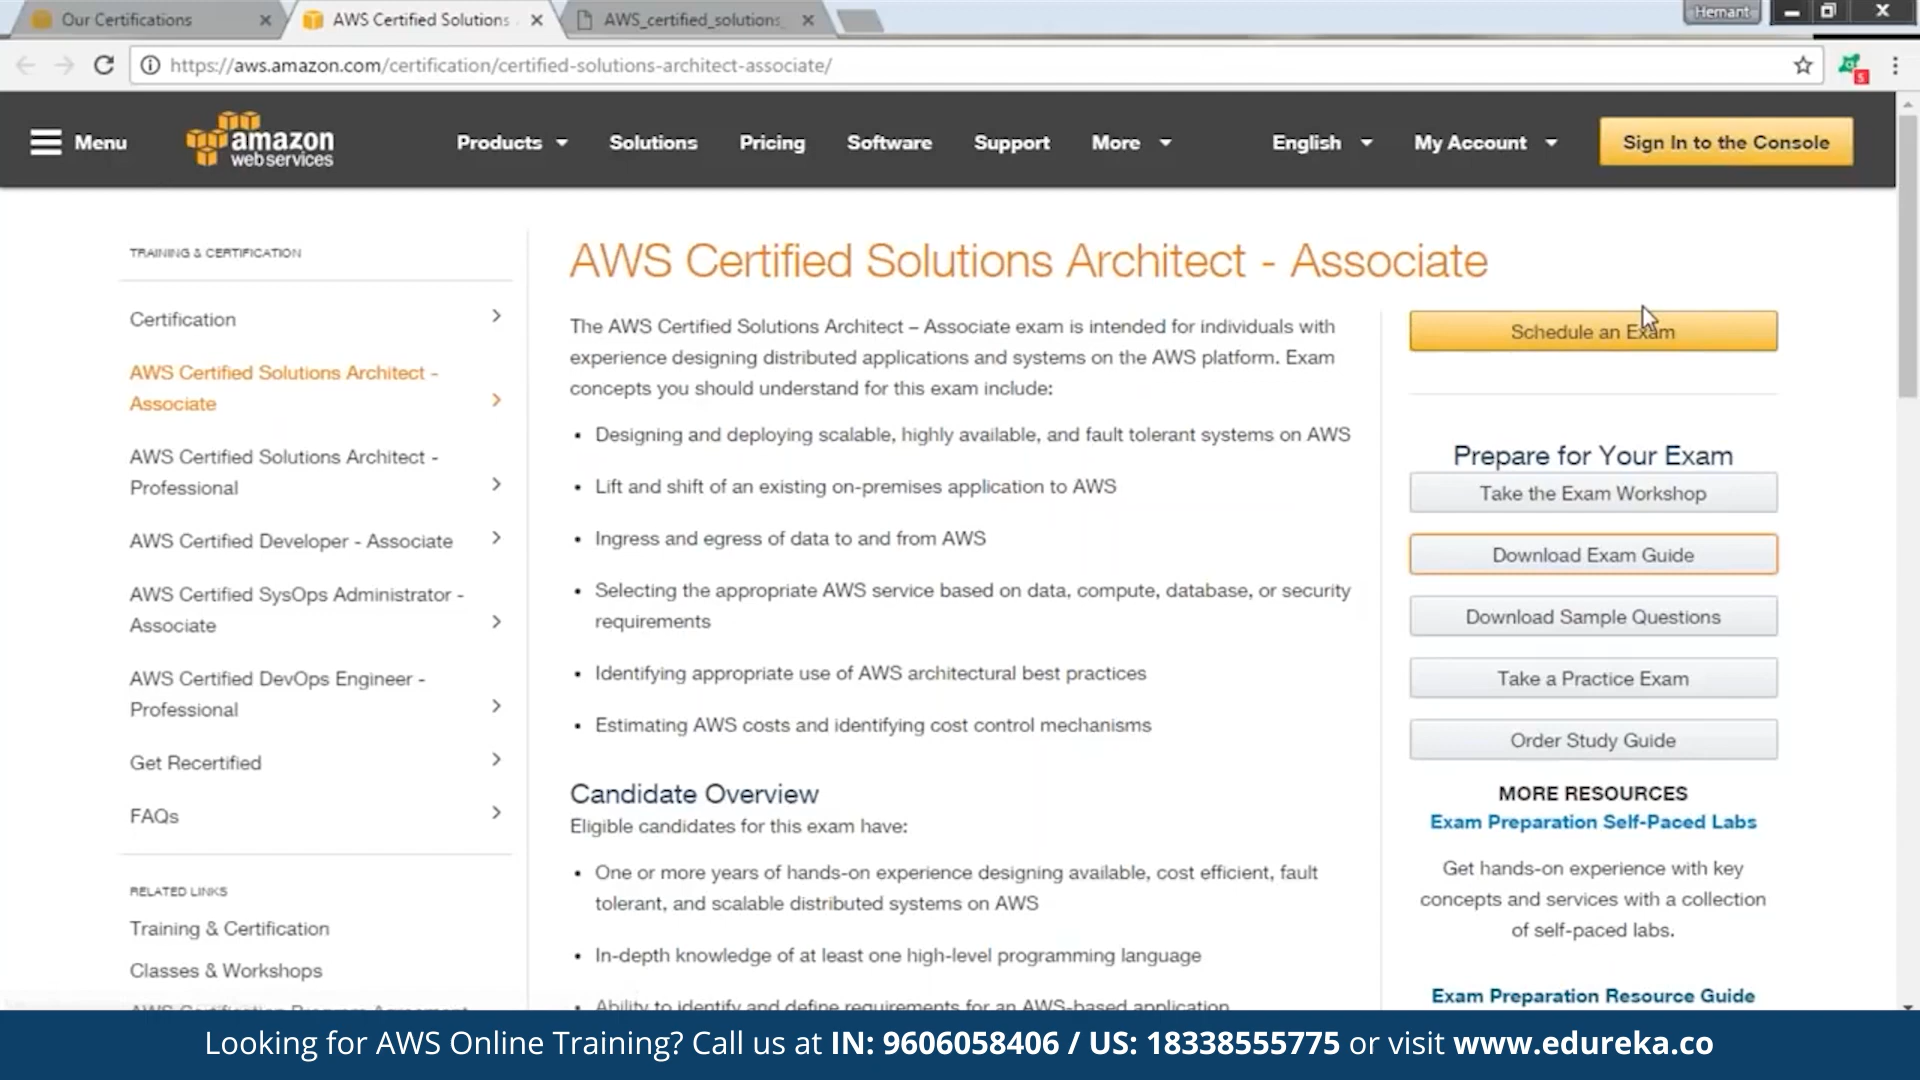 Our Certifications
AWS Certified Solutions
AWS_certified_solutions_
Hemant
https://aws.amazon.com/certification/certified-solutions-architect-associate/
Menu
amazon
web services
Products
Solutions
Pricing
Software
Support
More
English
My Account
Sign In to the Console
TRAINING & CERTIFICATION
Certification
AWS Certified Solutions Architect -
Associate
AWS Certified Solutions Architect -
Professional
AWS Certified Developer - Associate
AWS Certified SysOps Administrator -
Associate
AWS Certified DevOps Engineer -
Professional
Get Recertified
FAQs
RELATED LINKS
Training & Certification
Classes & Workshops
AWS Certification Program Agreement
AWS Certified Solutions Architect - Associate
The AWS Certified Solutions Architect – Associate exam is intended for individuals with
experience designing distributed applications and systems on the AWS platform. Exam
concepts you should understand for this exam include:
• Designing and deploying scalable, highly available, and fault tolerant systems on AWS
• Lift and shift of an existing on-premises application to AWS
• Ingress and egress of data to and from AWS
• Selecting the appropriate AWS service based on data, compute, database, or security
requirements
• Identifying appropriate use of AWS architectural best practices
• Estimating AWS costs and identifying cost control mechanisms
Candidate Overview
Eligible candidates for this exam have:
• One or more years of hands-on experience designing available, cost efficient, fault
tolerant, and scalable distributed systems on AWS
• In-depth knowledge of at least one high-level programming language
• Ability to identify and define requirements for an AWS-based application
Schedule an Exam
Prepare for Your Exam
Take the Exam Workshop
Download Exam Guide
Download Sample Questions
Take a Practice Exam
Order Study Guide
MORE RESOURCES
Exam Preparation Self-Paced Labs
Get hands-on experience with key
concepts and services with a collection
of self-paced labs.
Exam Preparation Resource Guide
Looking for AWS Online Training? Call us at IN: 9606058406 / US: 18338555775 or visit www.edureka.co